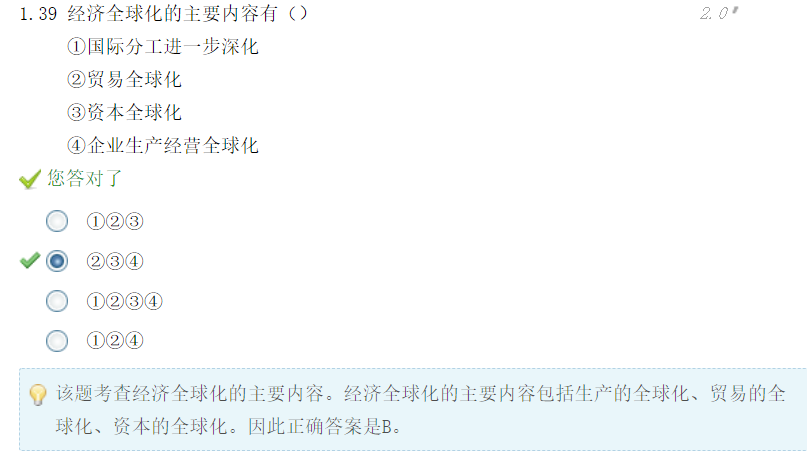 1.39 经济全球化的主要内容有（） 2.0
①国际分工进一步深化
②贸易全球化
③资本全球化
④企业生产经营全球化
您答对了
①②③
②③④
①②③④
①②④
该题考查经济全球化的主要内容。经济全球化的主要内容包括生产的全球化、贸易的全
球化、资本的全球化。因此正确答案是B。